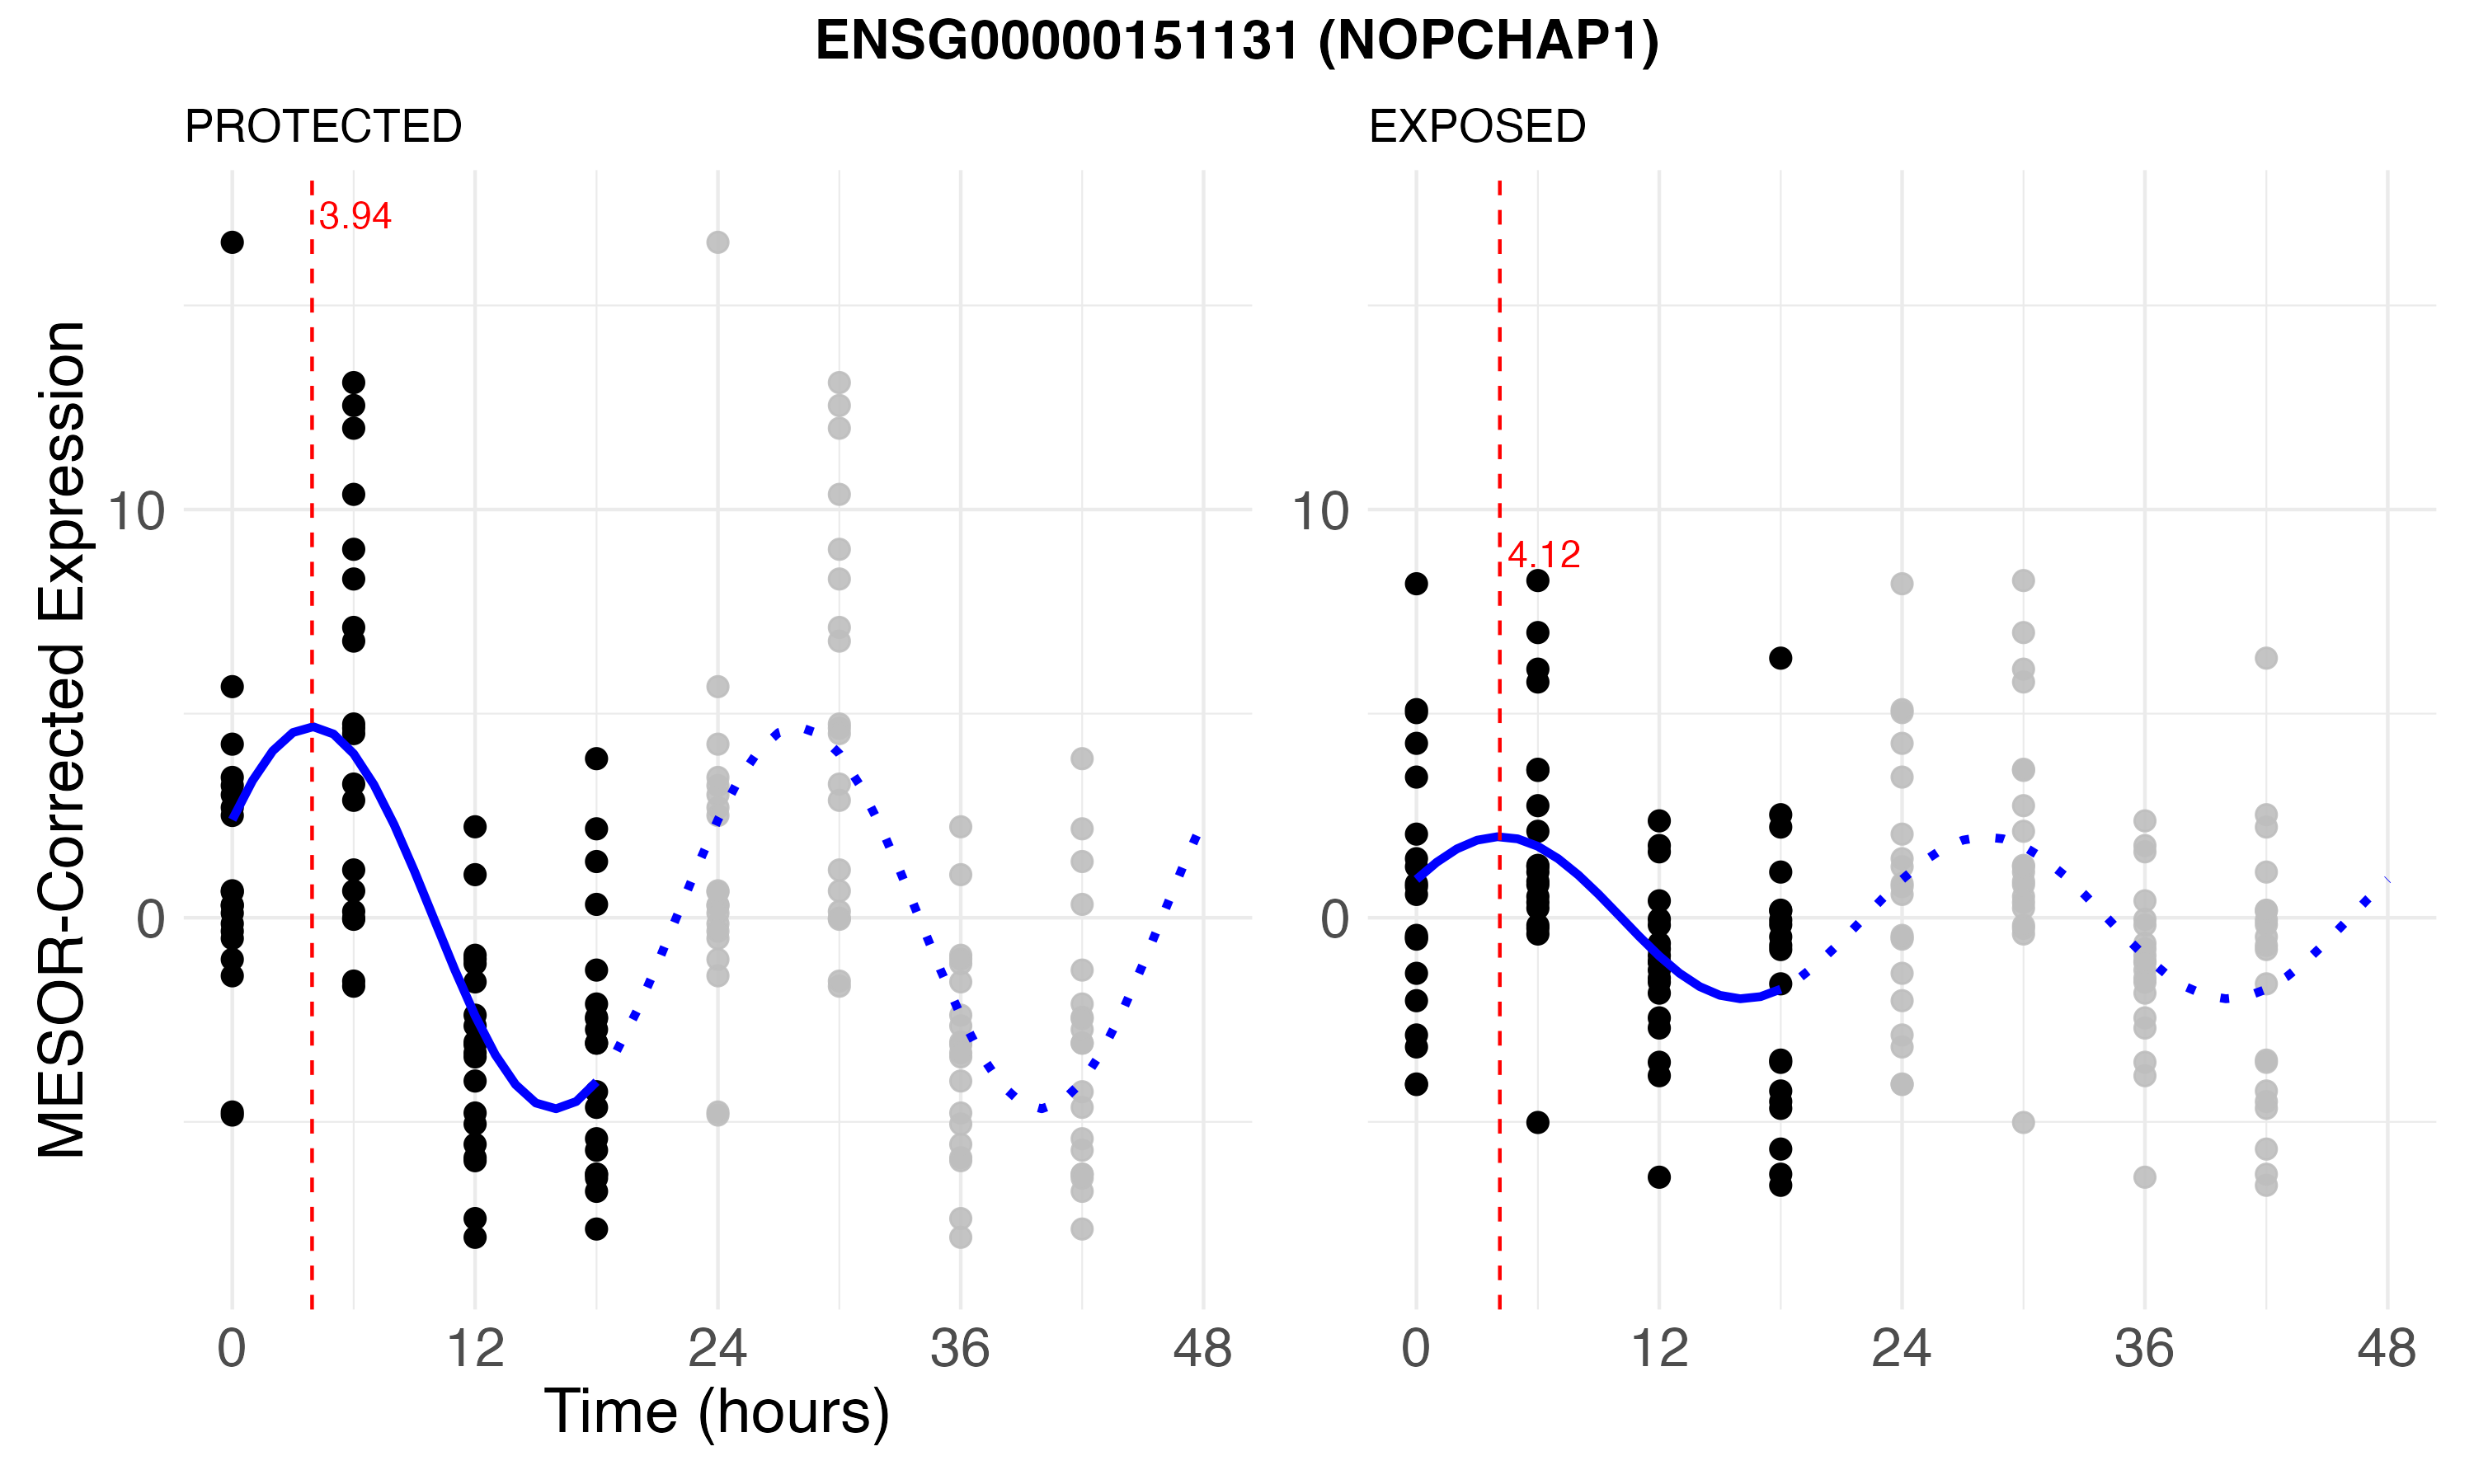 ENSG00000151131 (NOPCHAP1)
PROTECTED
EXPOSED
3.94
4.12
MESOR-Corrected Expression
10
0
10
0
0 12 24 36 48
0 12 24 36 48
Time (hours)